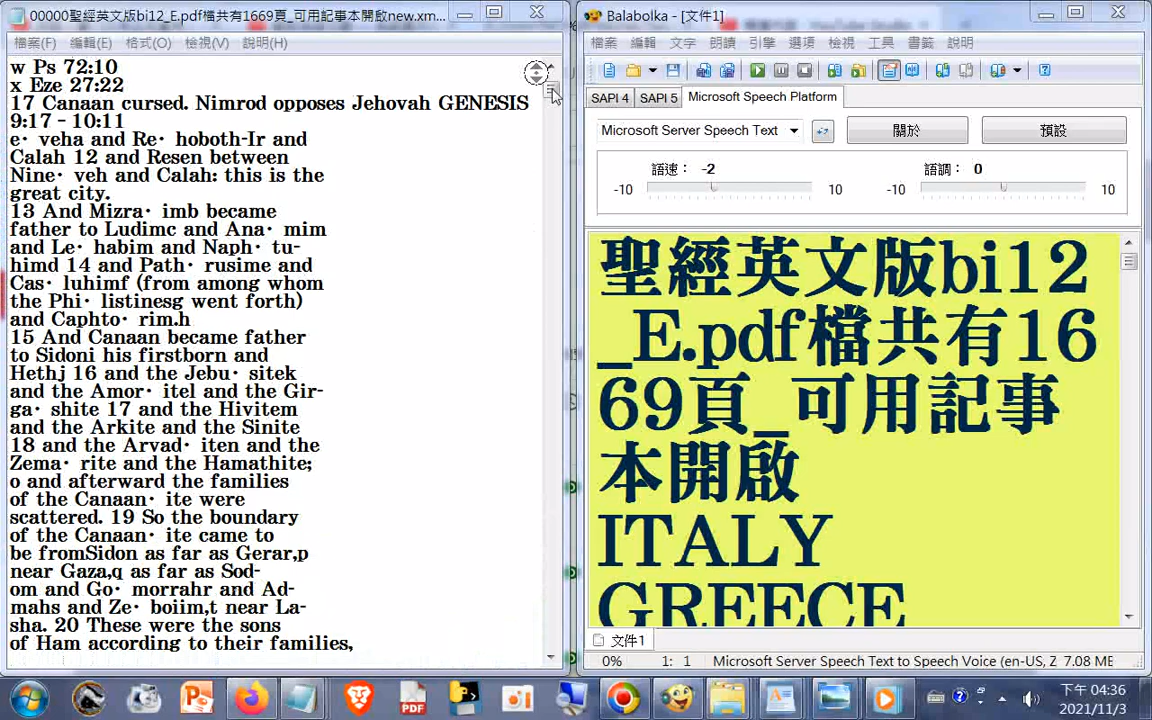 00000聖經英文版bi12_E.pdf檔共有1669頁_可用記事本開啟new.xm...
檔案(F) 編輯(E) 格式(O) 檢視(V) 說明(H)
w Ps 72:10
x Eze 27:22
17 Canaan cursed. Nimrod opposes Jehovah GENESIS
9:17 - 10:11
e· veha and Re· hoboth-Ir and
Calah 12 and Resen between
Nine· veh and Calah: this is the
great city.
13 And Mizra· imb became
father to Ludimc and Ana· mim
and Le· habim and Naph· tu-
himd 14 and Path· rusime and
Cas· luhimf (from among whom
the Phi· listinesg went forth)
and Caphto· rim.h
15 And Canaan became father
to Sidoni his firstborn and
Hethj 16 and the Jebu· sitek
and the Amor· itel and the Gir-
ga· shite 17 and the Hivitem
and the Arkite and the Sinite
18 and the Arvad· iten and the
Zema· rite and the Hamathite;
o and afterward the families
of the Canaan· ite were
scattered. 19 So the boundary
of the Canaan· ite came to
be fromSidon as far as Gerar,p
near Gaza,q as far as Sod-
om and Go· morrahr and Ad-
mahs and Ze· boiim,t near La-
sha. 20 These were the sons
of Ham according to their families,
Balabolka - [文件1]
檔案 編輯 文字 朗讀 引擎 選項 檢視 工具 書籤 說明
SAPI 4 SAPI 5 Microsoft Speech Platform
Microsoft Server Speech Text 關於 預設
語速: -2 語調: 0
-10 10 -10 10
聖經英文版bi12
_E.pdf檔共有16
69頁_可用記事
本開啟
ITALY
GREECE
文件1
0% 1: 1 Microsoft Server Speech Text to Speech Voice (en-US, Z 7.08 ME
PDF
下午 04:36
2021/11/3